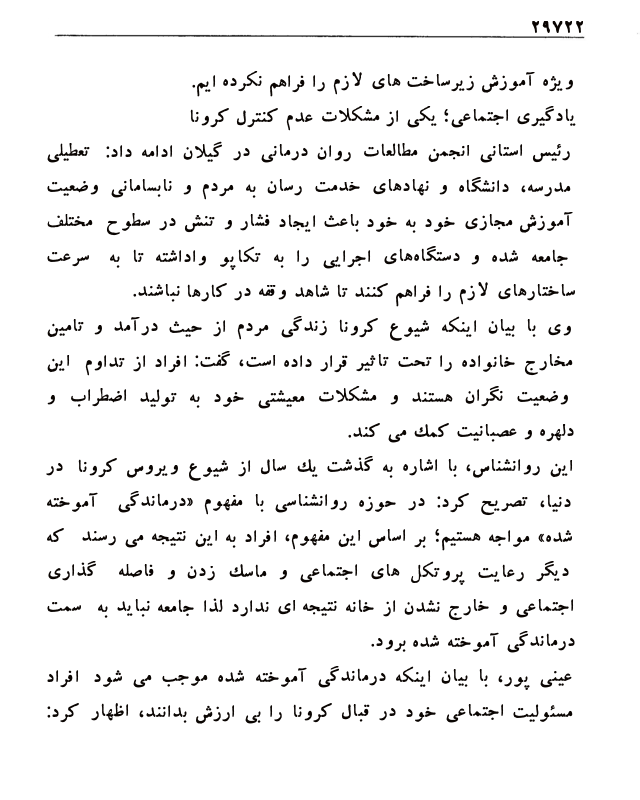 ۲۹۷۲۲
ویژه آموزش زیرساخت های لازم را فراهم نکرده ایم.
یادگیری اجتماعی؛ یکی از مشکلات عدم کنترل کرونا
رئیس استانی انجمن مطالعات روان درمانی در گیلان ادامه داد: تعطیلی
مدرسه، دانشگاه و نهادهای خدمت رسان به مردم و نابسامانی وضعیت
آموزش مجازی خود به خود باعث ایجاد فشار و تنش در سطوح مختلف
جامعه شده و دستگاه‌های اجرایی را به تکاپو واداشته تا به سرعت
ساختارهای لازم را فراهم کنند تا شاهد وقفه در کارها نباشند.
وی با بیان اینکه شیوع کرونا زندگی مردم از حیث درآمد و تامین
مخارج خانواده را تحت تاثیر قرار داده است، گفت: افراد از تداوم این
وضعیت نگران هستند و مشکلات معیشتی خود به تولید اضطراب و
دلهره و عصبانیت کمك می کند.
این روانشناس، با اشاره به گذشت یك سال از شیوع ویروس کرونا در
دنیا، تصریح کرد: در حوزه روانشناسی با مفهوم «درماندگی آموخته
شده» مواجه هستیم؛ بر اساس این مفهوم، افراد به این نتیجه می رسند که
دیگر رعایت پروتکل های اجتماعی و ماسك زدن و فاصله گذاری
اجتماعی و خارج نشدن از خانه نتیجه ای ندارد لذا جامعه نباید به سمت
درماندگی آموخته شده برود.
عینی پور، با بیان اینکه درماندگی آموخته شده موجب می شود افراد
مسئولیت اجتماعی خود در قبال کرونا را بی ارزش بدانند، اظهار کرد: